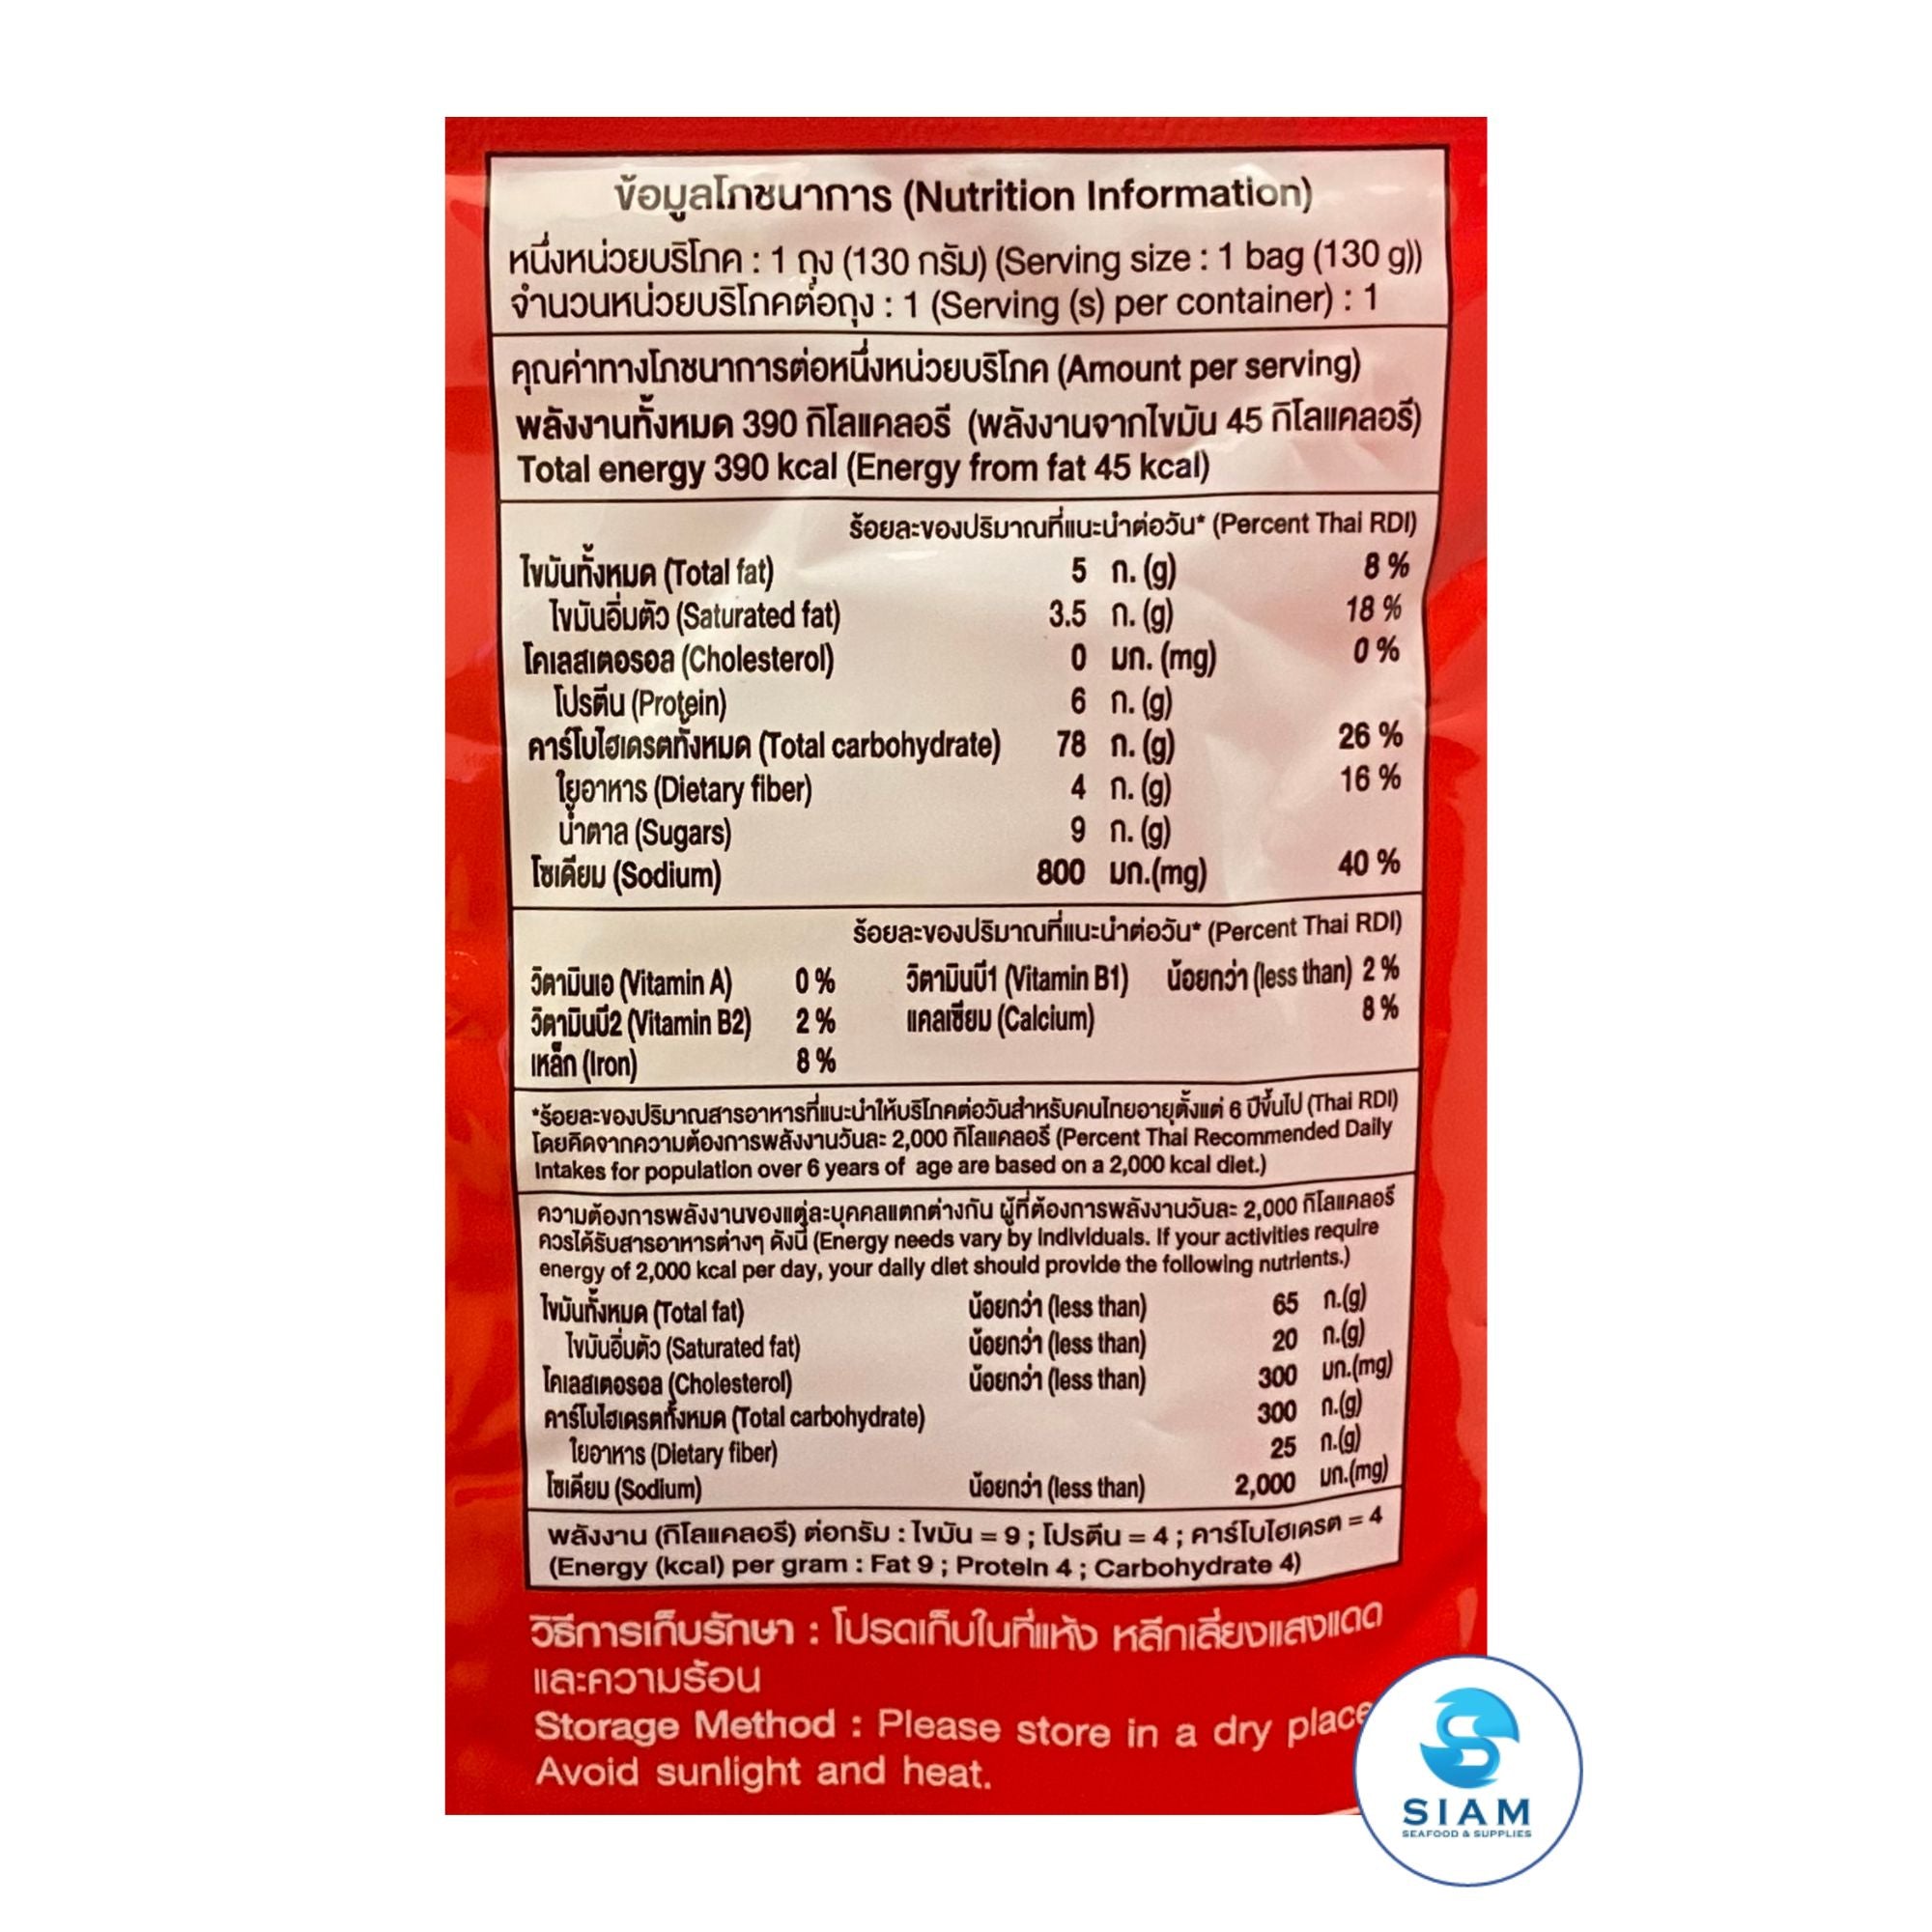 ข้อมูลโภชนาการ (Nutrition Information)
หนึ่งหน่วยบริโภค : 1 ถุง (130 กรัม) (Serving size : 1 bag (130 g))
จำนวนหน่วยบริโภคต่อถุง : 1 (Serving (s) per container) : 1
คุณค่าทางโภชนาการต่อหนึ่งหน่วยบริโภค (Amount per serving)
พลังงานทั้งหมด 390 กิโลแคลอรี (พลังงานจากไขมัน 45 กิโลแคลอรี)
Total energy 390 kcal (Energy from fat 45 kcal)
ร้อยละของปริมาณที่แนะนำต่อวัน* (Percent Thai RDI)
ไขมันทั้งหมด (Total fat) 5 ก. (g) 8 %
ไขมันอิ่มตัว (Saturated fat) 3.5 ก. (g) 18 %
โคเลสเตอรอล (Cholesterol) 0 มก. (mg) 0 %
โปรตีน (Protein) 6 ก. (g)
คาร์โบไฮเดรตทั้งหมด (Total carbohydrate) 78 ก. (g) 26 %
ใยอาหาร (Dietary fiber) 4 ก. (g) 16 %
น้ำตาล (Sugars) 9 ก. (g)
โซเดียม (Sodium) 800 มก.(mg) 40 %
ร้อยละของปริมาณที่แนะนำต่อวัน* (Percent Thai RDI)
วิตามินเอ (Vitamin A) 0 % วิตามินบี1 (Vitamin B1) น้อยกว่า (less than) 2 %
วิตามินบี2 (Vitamin B2) 2 % แคลเซียม (Calcium) 8 %
เหล็ก (Iron) 8 %
*ร้อยละของปริมาณสารอาหารที่แนะนำให้บริโภคต่อวันสำหรับคนไทยอายุตั้งแต่ 6 ปีขึ้นไป (Thai RDI)
โดยคิดจากความต้องการพลังงานวันละ 2,000 กิโลแคลอรี (Percent Thai Recommended Daily
Intakes for population over 6 years of age are based on a 2,000 kcal diet.)
ความต้องการพลังงานของแต่ละบุคคลแตกต่างกัน ผู้ที่ต้องการพลังงานวันละ 2,000 กิโลแคลอรี
ควรได้รับสารอาหารต่างๆ ดังนี้ (Energy needs vary by individuals. If your activities require
energy of 2,000 kcal per day, your daily diet should provide the following nutrients.)
ไขมันทั้งหมด (Total fat) น้อยกว่า (less than) 65 ก.(g)
ไขมันอิ่มตัว (Saturated fat) น้อยกว่า (less than) 20 ก.(g)
โคเลสเตอรอล (Cholesterol) น้อยกว่า (less than) 300 มก.(mg)
คาร์โบไฮเดรตทั้งหมด (Total carbohydrate) 300 ก.(g)
ใยอาหาร (Dietary fiber) 25 ก.(g)
โซเดียม (Sodium) น้อยกว่า (less than) 2,000 มก.(mg)
พลังงาน (กิโลแคลอรี) ต่อกรัม : ไขมัน = 9 ; โปรตีน = 4 ; คาร์โบไฮเดรต = 4
(Energy (kcal) per gram : Fat 9 ; Protein 4 ; Carbohydrate 4)
วิธีการเก็บรักษา : โปรดเก็บในที่แห้ง หลีกเลี่ยงแสงแดด
และความร้อน
Storage Method : Please store in a dry place
Avoid sunlight and heat.
SIAM
SEAFOOD & SUPPLIES